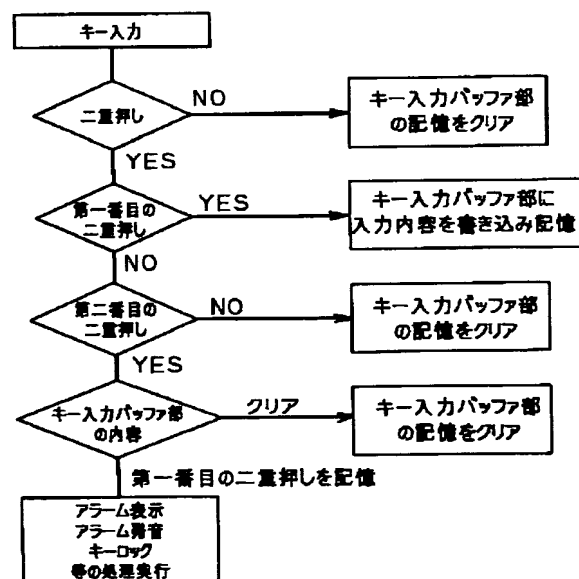 キー入力
二重押し
NO
キー入力バッファ部
の記憶をクリア
YES
第一番目の
二重押し
YES
キー入力バッファ部に
入力内容を書き込み記憶
NO
第二番目の
二重押し
NO
キー入力バッファ部
の記憶をクリア
YES
キー入力バッファ部
の内容
クリア
キー入力バッファ部
の記憶をクリア
第一番目の二重押しを記憶
アラーム表示
アラーム発音
キーロック
等の処理実行